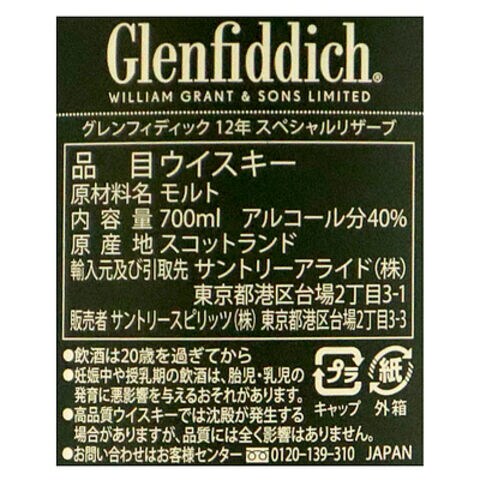 Glenfiddich®
WILLIAM GRANT & SONS LIMITED
グレンフィディック 12年 スペシャルリザーブ
品目 ウイスキー
原材料名 モルト
内容量 700ml アルコール分40%
原産地 スコットランド
輸入元及び引取先 サントリーアライド(株)
東京都港区台場2丁目3-1
販売者 サントリースピリッツ(株) 東京都港区台場2丁目3-3
●飲酒は20歳を過ぎてから
●妊娠中や授乳期の飲酒は、胎児・乳児の
発育に悪影響を与えるおそれがあります。
●高品質ウイスキーでは沈殿が発生する
場合がありますが、品質には全く影響はありません。
プラ 紙
キャップ 外箱
●お問い合わせはお客様センター 0120-139-310 JAPAN